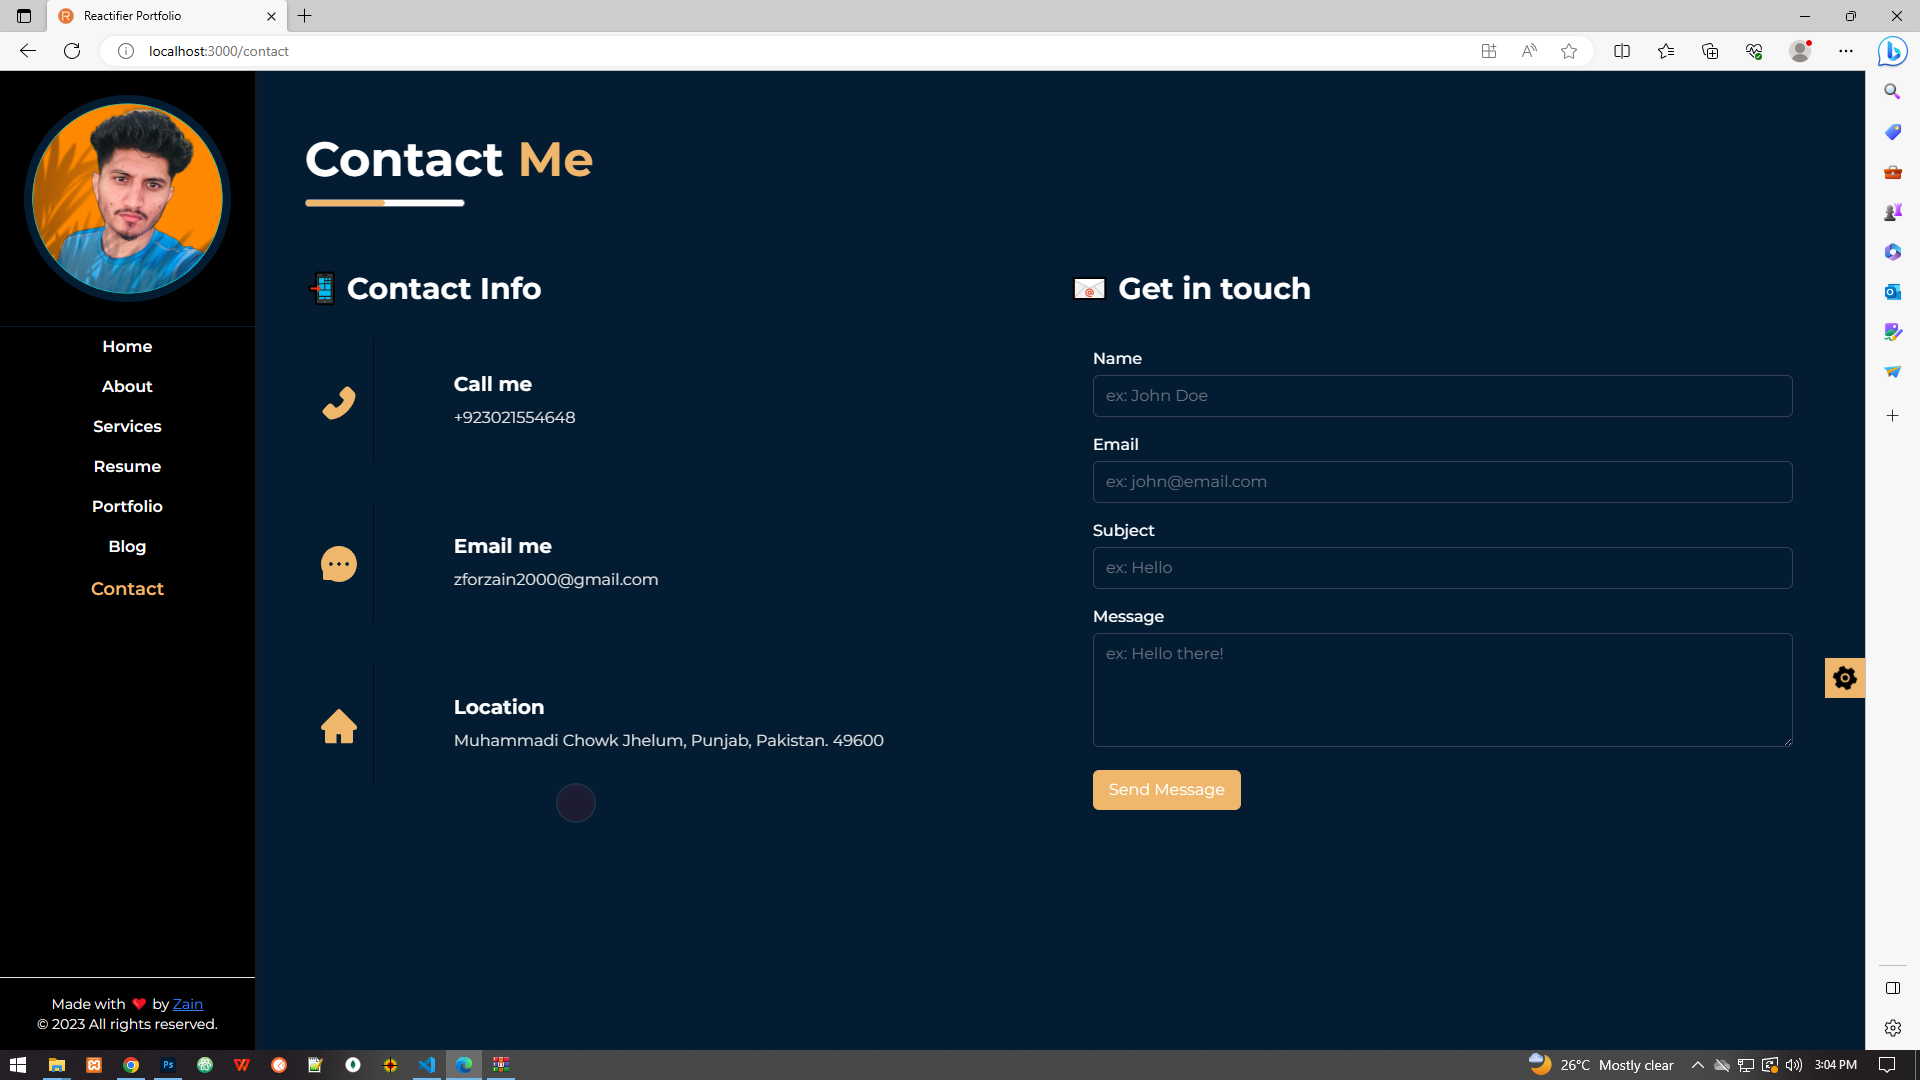 Reactifier Portfolio
localhost:3000/contact
Home
About
Services
Resume
Portfolio
Blog
Contact
Made with ❤ by Zain
© 2023 All rights reserved.
Contact Me
Contact Info
Call me
+923021554648
Email me
zforzain2000@gmail.com
Location
Muhammadi Chowk Jhelum, Punjab, Pakistan. 49600
Get in touch
Name
ex: John Doe
Email
ex: john@email.com
Subject
ex: Hello
Message
ex: Hello there!
Send Message
26°C Mostly clear
3:04 PM